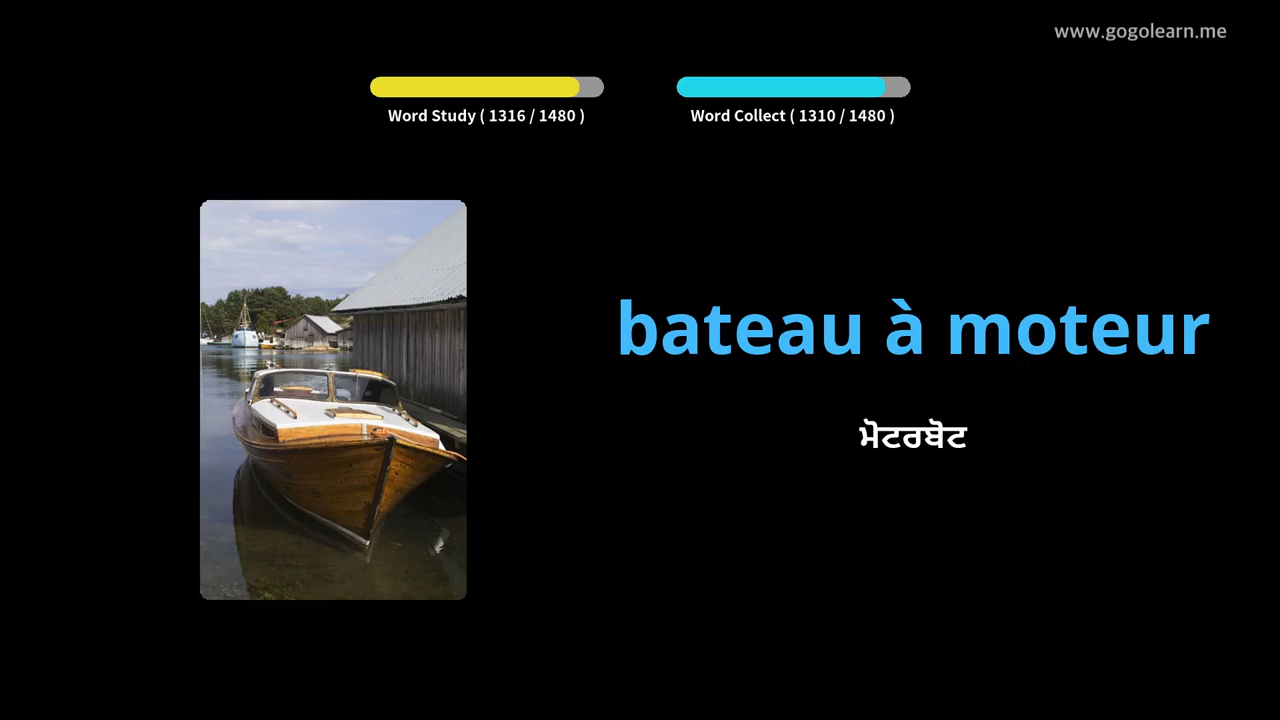 www.gogolearn.me
Word Study ( 1316 / 1480 )
Word Collect ( 1310 / 1480 )
bateau à moteur
ਮੋਟਰਬੋਟ